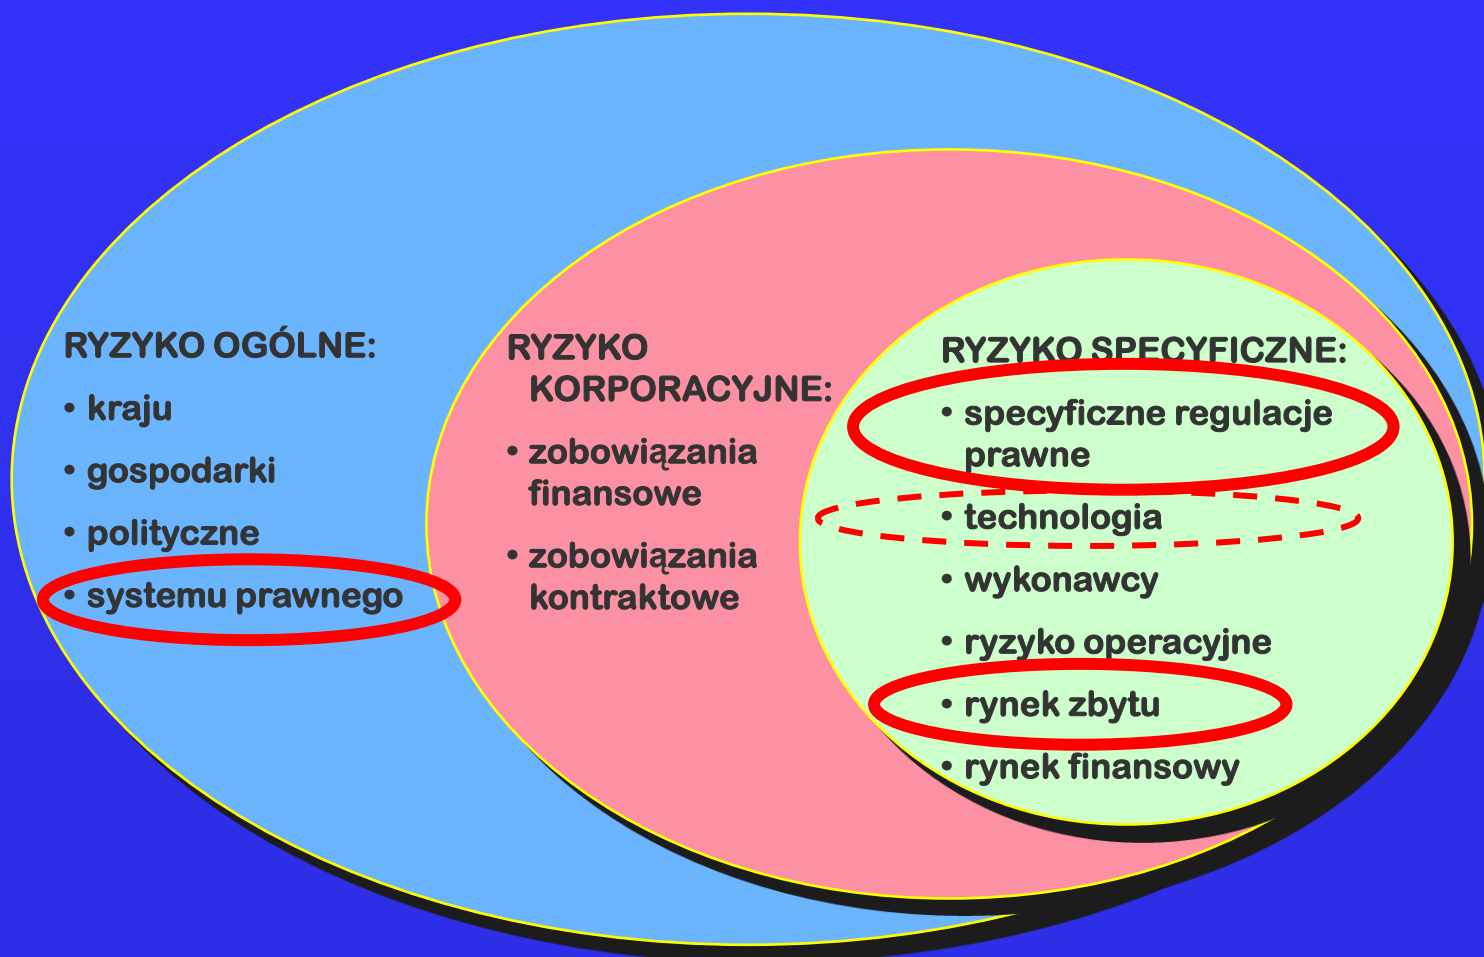 RYZYKO OGÓLNE:
• kraju
• gospodarki
• polityczne
• systemu prawnego
RYZYKO
KORPORACYJNE:
• zobowiązania
finansowe
• zobowiązania
kontraktowe
RYZYKO SPECYFICZNE:
• specyficzne regulacje
prawne
• technologia
• wykonawcy
• ryzyko operacyjne
• rynek zbytu
• rynek finansowy